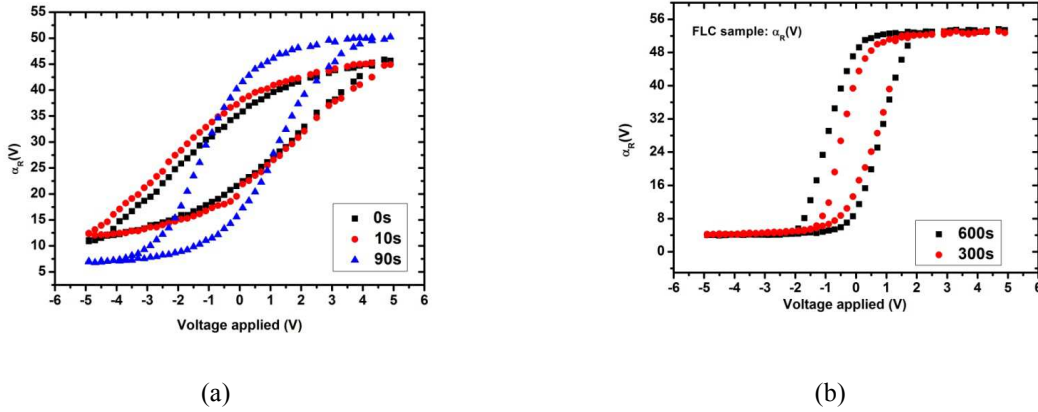 55
50
45
40
35
30
25
20
15
10
5
αR(V)
-6 -5 -4 -3 -2 -1 0 1 2 3 4 5 6
Voltage applied (V)
0s
10s
90s
(a)
FLC sample: αR(V)
56
48
40
32
24
16
8
0
αR(V)
-6 -5 -4 -3 -2 -1 0 1 2 3 4 5 6
Voltage applied (V)
600s
300s
(b)